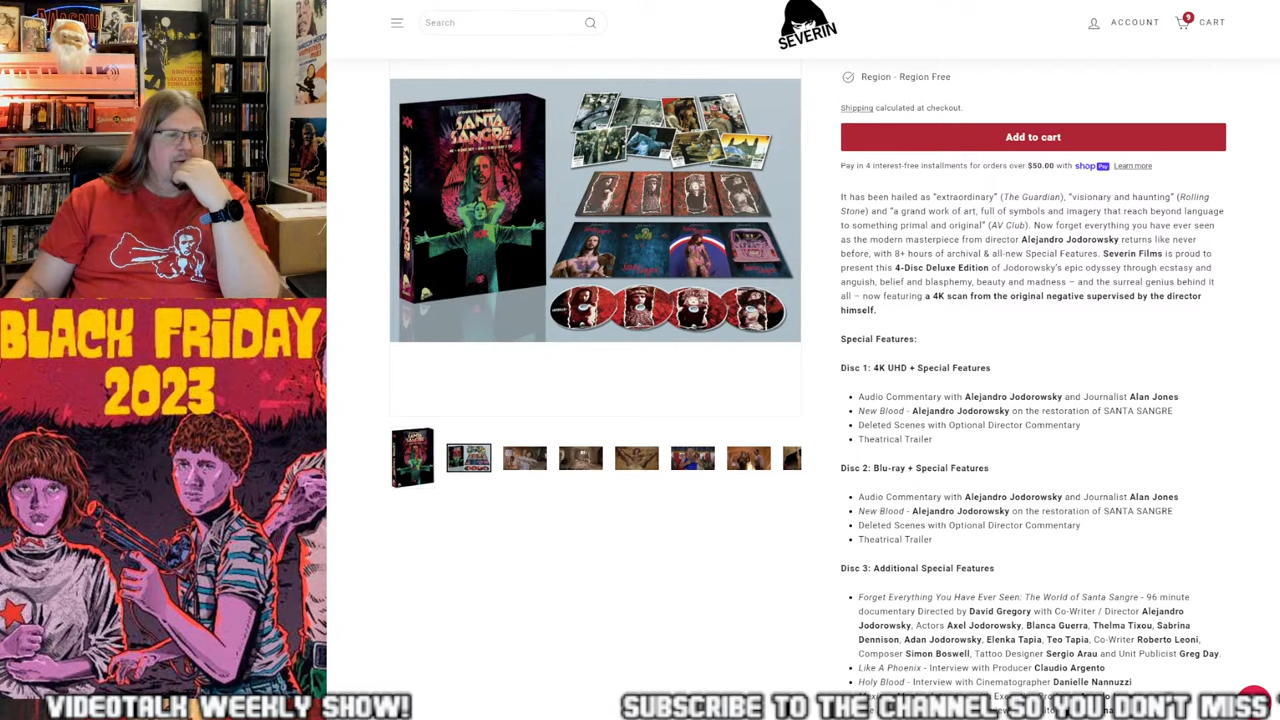 Search
SEVERIN
ACCOUNT
9
CART
Region - Region Free
Shipping calculated at checkout.
Add to cart
Pay in 4 interest-free installments for orders over $50.00 with shop Pay Learn more
It has been hailed as “extraordinary” (The Guardian), “visionary and haunting” (Rolling
Stone) and “a grand work of art, full of symbols and imagery that reach beyond language
to something primal and original” (AV Club). Now forget everything you have ever seen
as the modern masterpiece from director Alejandro Jodorowsky returns like never
before, with 8+ hours of archival & all-new Special Features. Severin Films is proud to
present this 4-Disc Deluxe Edition of Jodorowsky’s epic odyssey through ecstasy and
anguish, belief and blasphemy, beauty and madness – and the surreal genius behind it
all – now featuring a 4K scan from the original negative supervised by the director
himself.
Special Features:
Disc 1: 4K UHD + Special Features
Audio Commentary with Alejandro Jodorowsky and Journalist Alan Jones
New Blood - Alejandro Jodorowsky on the restoration of SANTA SANGRE
Deleted Scenes with Optional Director Commentary
Theatrical Trailer
Disc 2: Blu-ray + Special Features
Audio Commentary with Alejandro Jodorowsky and Journalist Alan Jones
New Blood - Alejandro Jodorowsky on the restoration of SANTA SANGRE
Deleted Scenes with Optional Director Commentary
Theatrical Trailer
Disc 3: Additional Special Features
Forget Everything You Have Ever Seen: The World of Santa Sangre - 96 minute
documentary Directed by David Gregory with Co-Writer / Director Alejandro
Jodorowsky, Actors Axel Jodorowsky, Blanca Guerra, Thelma Tixou, Sabrina
Dennison, Adan Jodorowsky, Elenka Tapia, Teo Tapia, Co-Writer Roberto Leoni,
Composer Simon Boswell, Tattoo Designer Sergio Arau and Unit Publicist Greg Day.
Like A Phoenix - Interview with Producer Claudio Argento
Holy Blood - Interview with Cinematographer Danielle Nannuzzi
SANTA
SANGRE
SANTA SANGRE
BLACK FRiDAY
2023
VIDEOTALK WEEKLY SHOW!
SUBSCRIBE TO THE CHANNEL SO YOU DON'T MISS